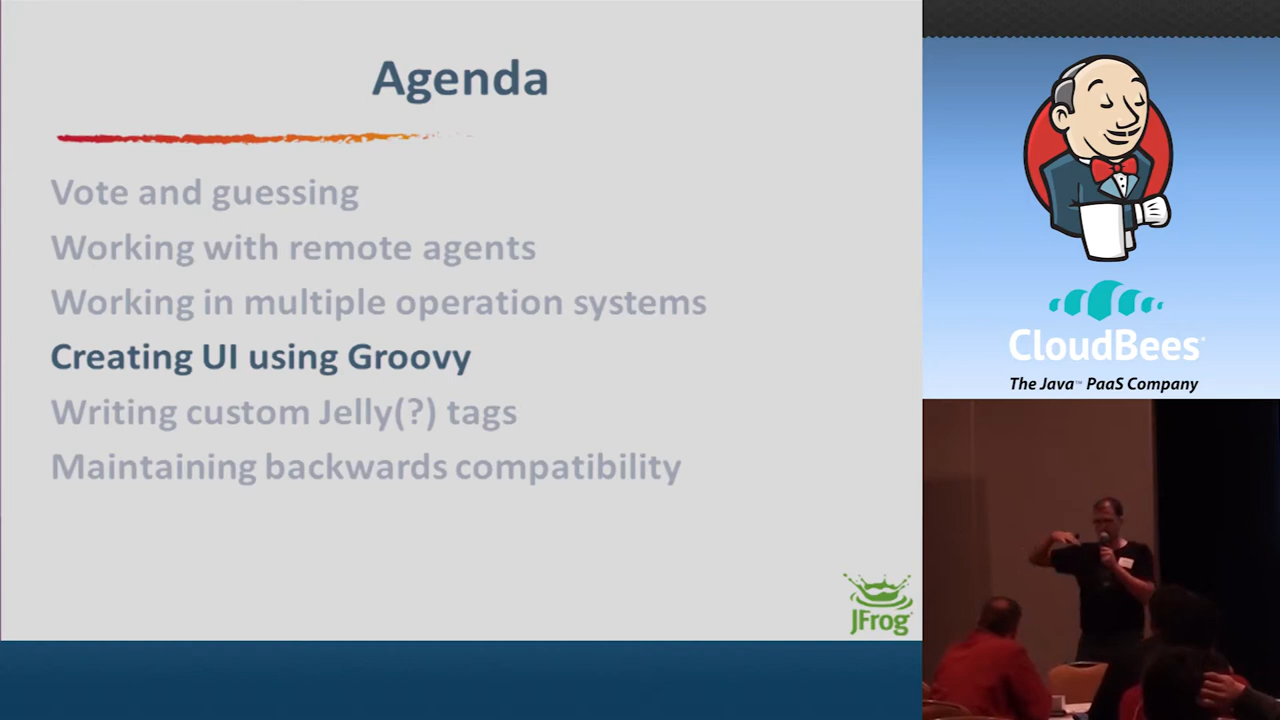 Agenda
Vote and guessing
Working with remote agents
Working in multiple operation systems
Creating UI using Groovy
Writing custom Jelly(?) tags
Maintaining backwards compatibility
JFrog
CloudBees
The Java™ PaaS Company